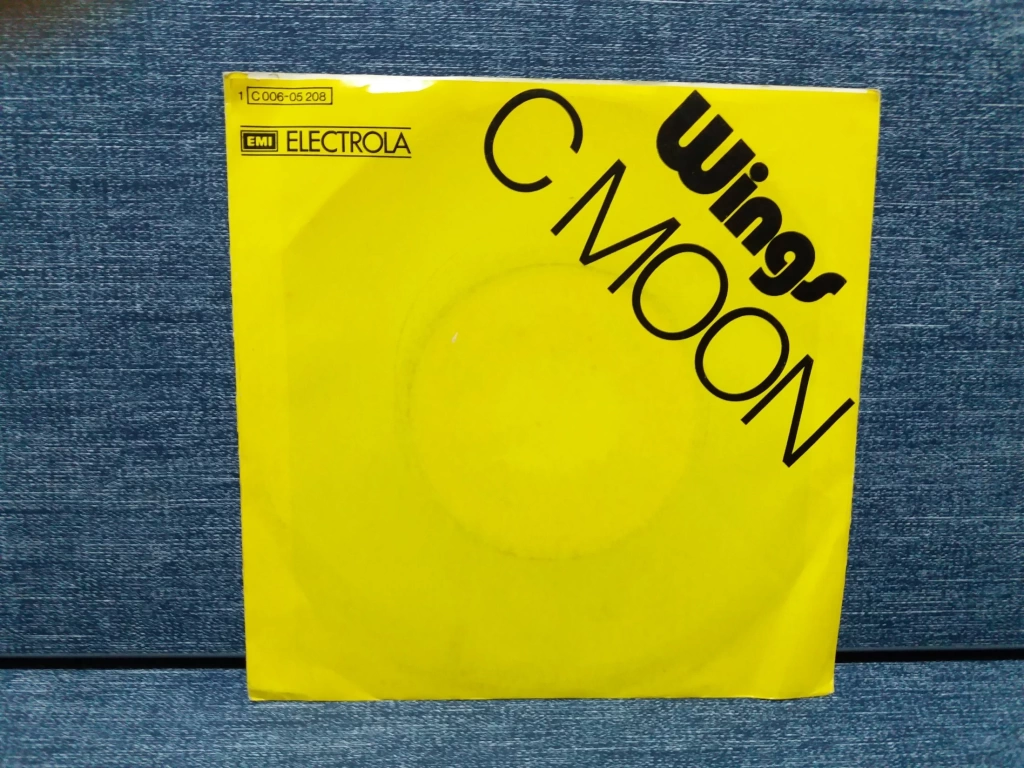 1 C 006-05 208
EMI ELECTROLA
Wings
C MOON